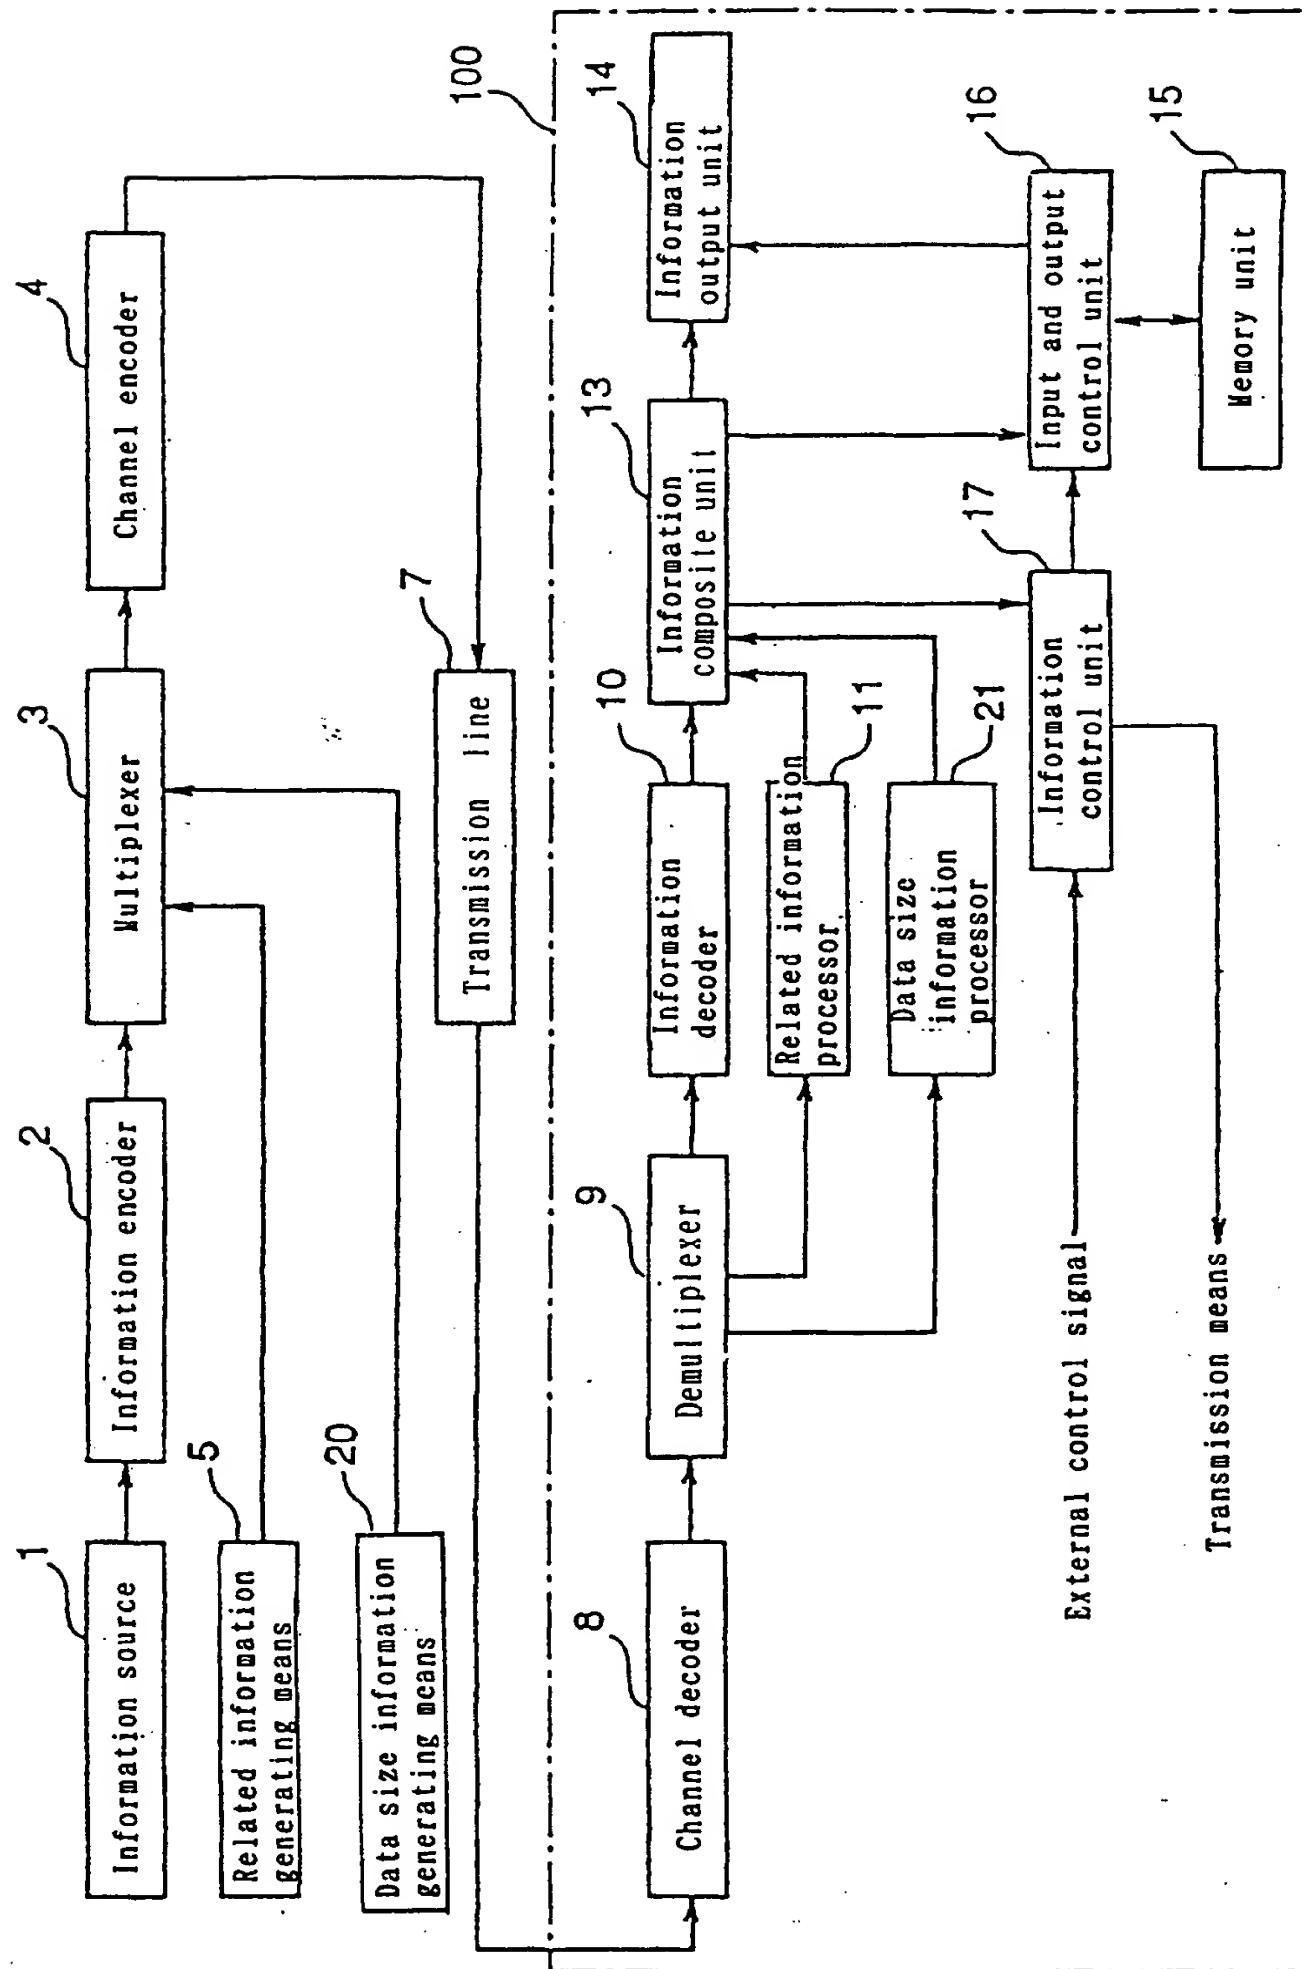 1
Information source
2
Information encoder
3
Multiplexer
4
Channel encoder
5
Related information
generating means
20
Data size information
generating means
7
Transmission line
100
8
Channel decoder
9
Demultiplexer
10
Information
decoder
13
Information
composite unit
14
Information
output unit
11
Related information
processor
21
Data size
information
processor
17
Information
control unit
16
Input and output
control unit
15
Memory unit
External control signal
Transmission means